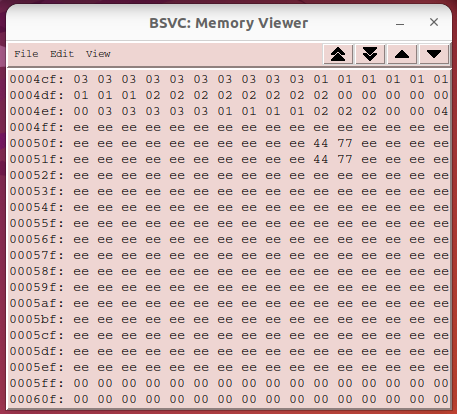 BSVC: Memory Viewer
File Edit View
0004cf: 03 03 03 03 03 03 03 03 03 03 01 01 01 01 01 01
0004df: 01 01 01 02 02 02 02 02 02 02 02 00 00 00 00 00
0004ef: 00 03 03 03 03 03 01 01 01 01 02 02 02 00 00 04
0004ff: ee ee ee ee ee ee ee ee ee ee ee ee ee ee ee ee
00050f: ee ee ee ee ee ee ee ee ee ee 44 77 ee ee ee ee
00051f: ee ee ee ee ee ee ee ee ee ee 44 77 ee ee ee ee
00052f: ee ee ee ee ee ee ee ee ee ee ee ee ee ee ee ee
00053f: ee ee ee ee ee ee ee ee ee ee ee ee ee ee ee ee
00054f: ee ee ee ee ee ee ee ee ee ee ee ee ee ee ee ee
00055f: ee ee ee ee ee ee ee ee ee ee ee ee ee ee ee ee
00056f: ee ee ee ee ee ee ee ee ee ee ee ee ee ee ee ee
00057f: ee ee ee ee ee ee ee ee ee ee ee ee ee ee ee ee
00058f: ee ee ee ee ee ee ee ee ee ee ee ee ee ee ee ee
00059f: ee ee ee ee ee ee ee ee ee ee ee ee ee ee ee ee
0005af: ee ee ee ee ee ee ee ee ee ee ee ee ee ee ee ee
0005bf: ee ee ee ee ee ee ee ee ee ee ee ee ee ee ee ee
0005cf: ee ee ee ee ee ee ee ee ee ee ee ee ee ee ee ee
0005df: ee ee ee ee ee ee ee ee ee ee ee ee ee ee ee ee
0005ef: ee ee ee ee ee ee ee ee ee ee ee ee ee ee ee ee
0005ff: 00 00 00 00 00 00 00 00 00 00 00 00 00 00 00 00
00060f: 00 00 00 00 00 00 00 00 00 00 00 00 00 00 00 00